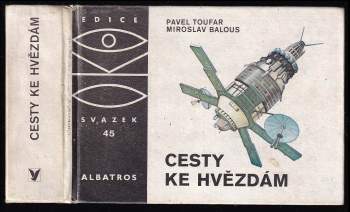 CESTY KE HVĚZDÁM
EDICE
SVAZEK
45
ALBATROS
PAVEL TOUFAR
MIROSLAV BALOUS
CESTY
KE HVĚZDÁM